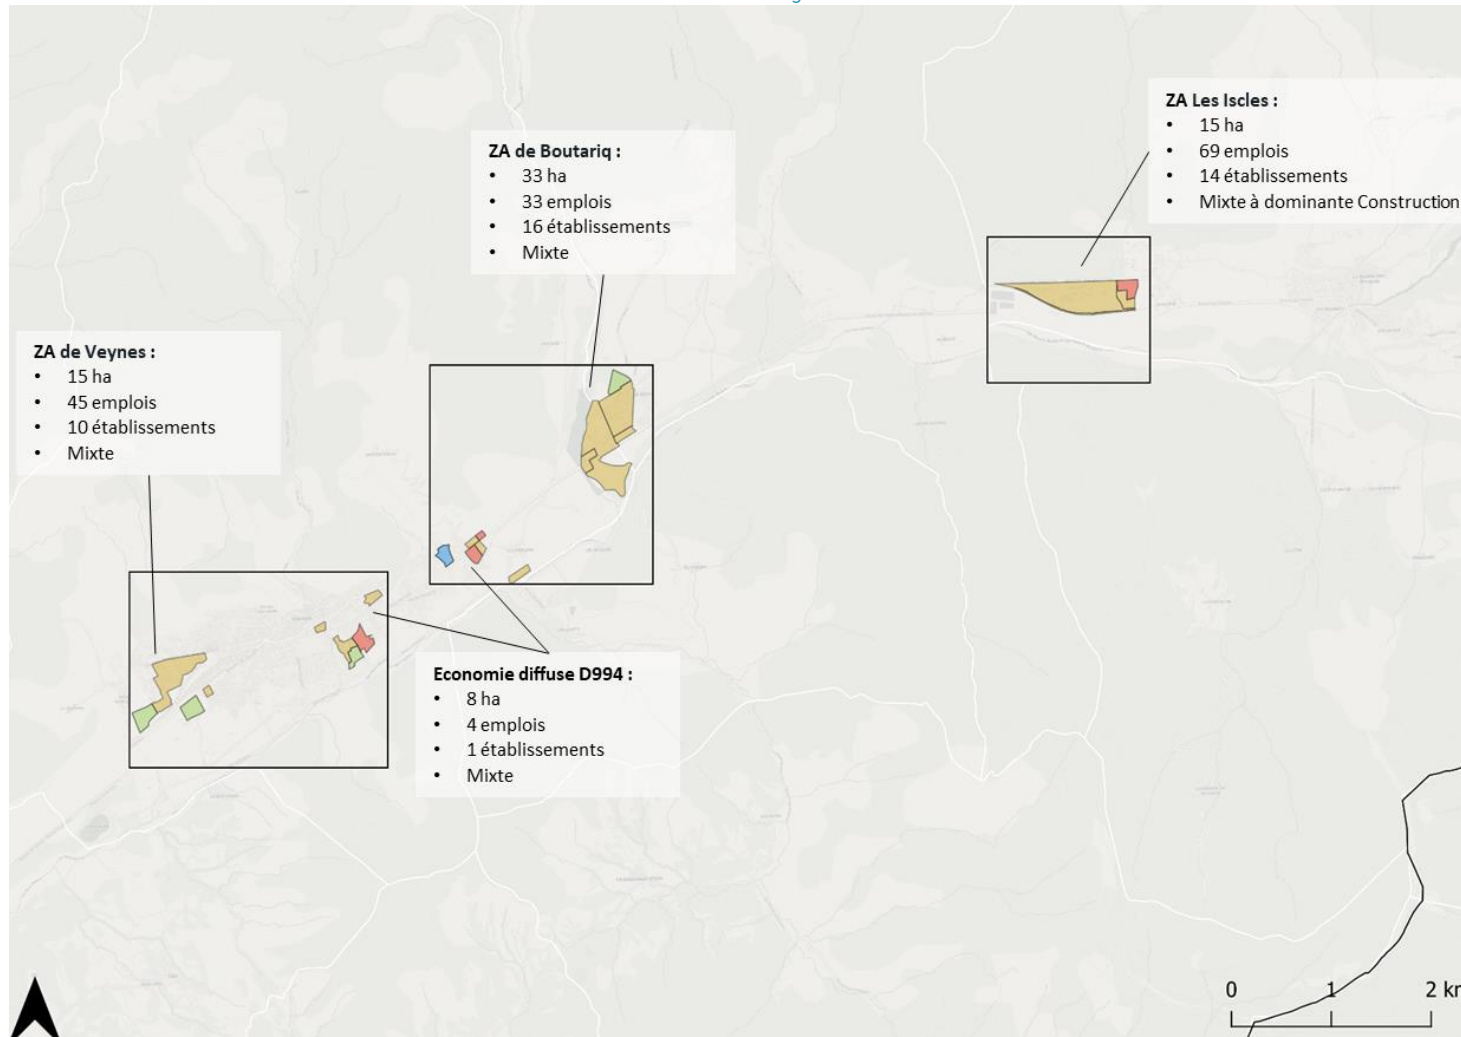 ZA Les Iscles :
• 15 ha
• 69 emplois
• 14 établissements
• Mixte à dominante Construction
ZA de Boutariq :
• 33 ha
• 33 emplois
• 16 établissements
• Mixte
ZA de Veynes :
• 15 ha
• 45 emplois
• 10 établissements
• Mixte
Economie diffuse D994 :
• 8 ha
• 4 emplois
• 1 établissements
• Mixte
0 1 2 km